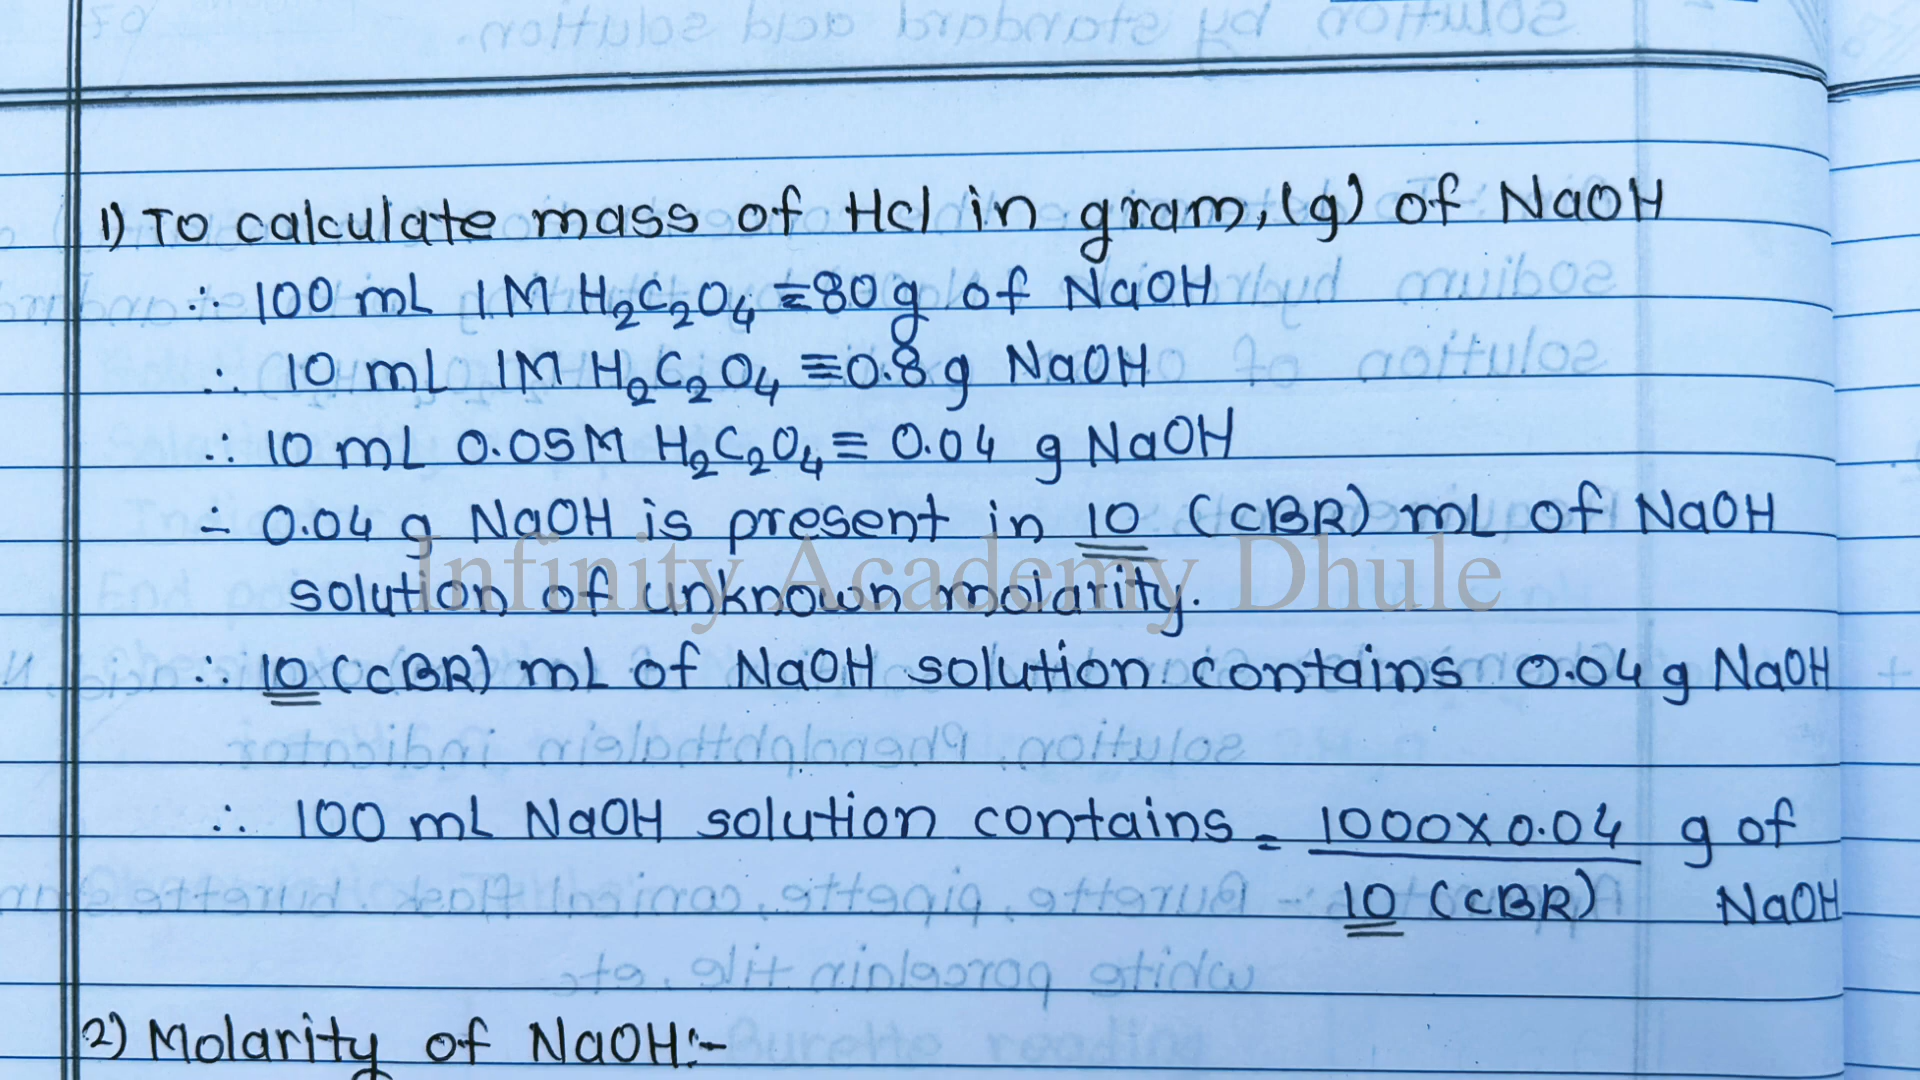 1) To calculate mass of Hcl in gram, (g) of NaOH
∴ 100 mL 1M H₂C₂O₄ ≡ 80 g of NaOH
∴ 10 mL 1M H₂C₂O₄ ≡ 0.8 g NaOH
∴ 10 mL 0.05M H₂C₂O₄ ≡ 0.04 g NaOH
∴ 0.04 g NaOH is present in 10 (CBR) mL of NaOH
solution of unknown molarity.
Infinity Academy Dhule
∴ 10 (CBR) mL of NaOH solution contains 0.04 g NaOH
∴ 100 mL NaOH solution contains = 1000×0.04 g of
10 (CBR) NaOH
2) Molarity of NaOH:-